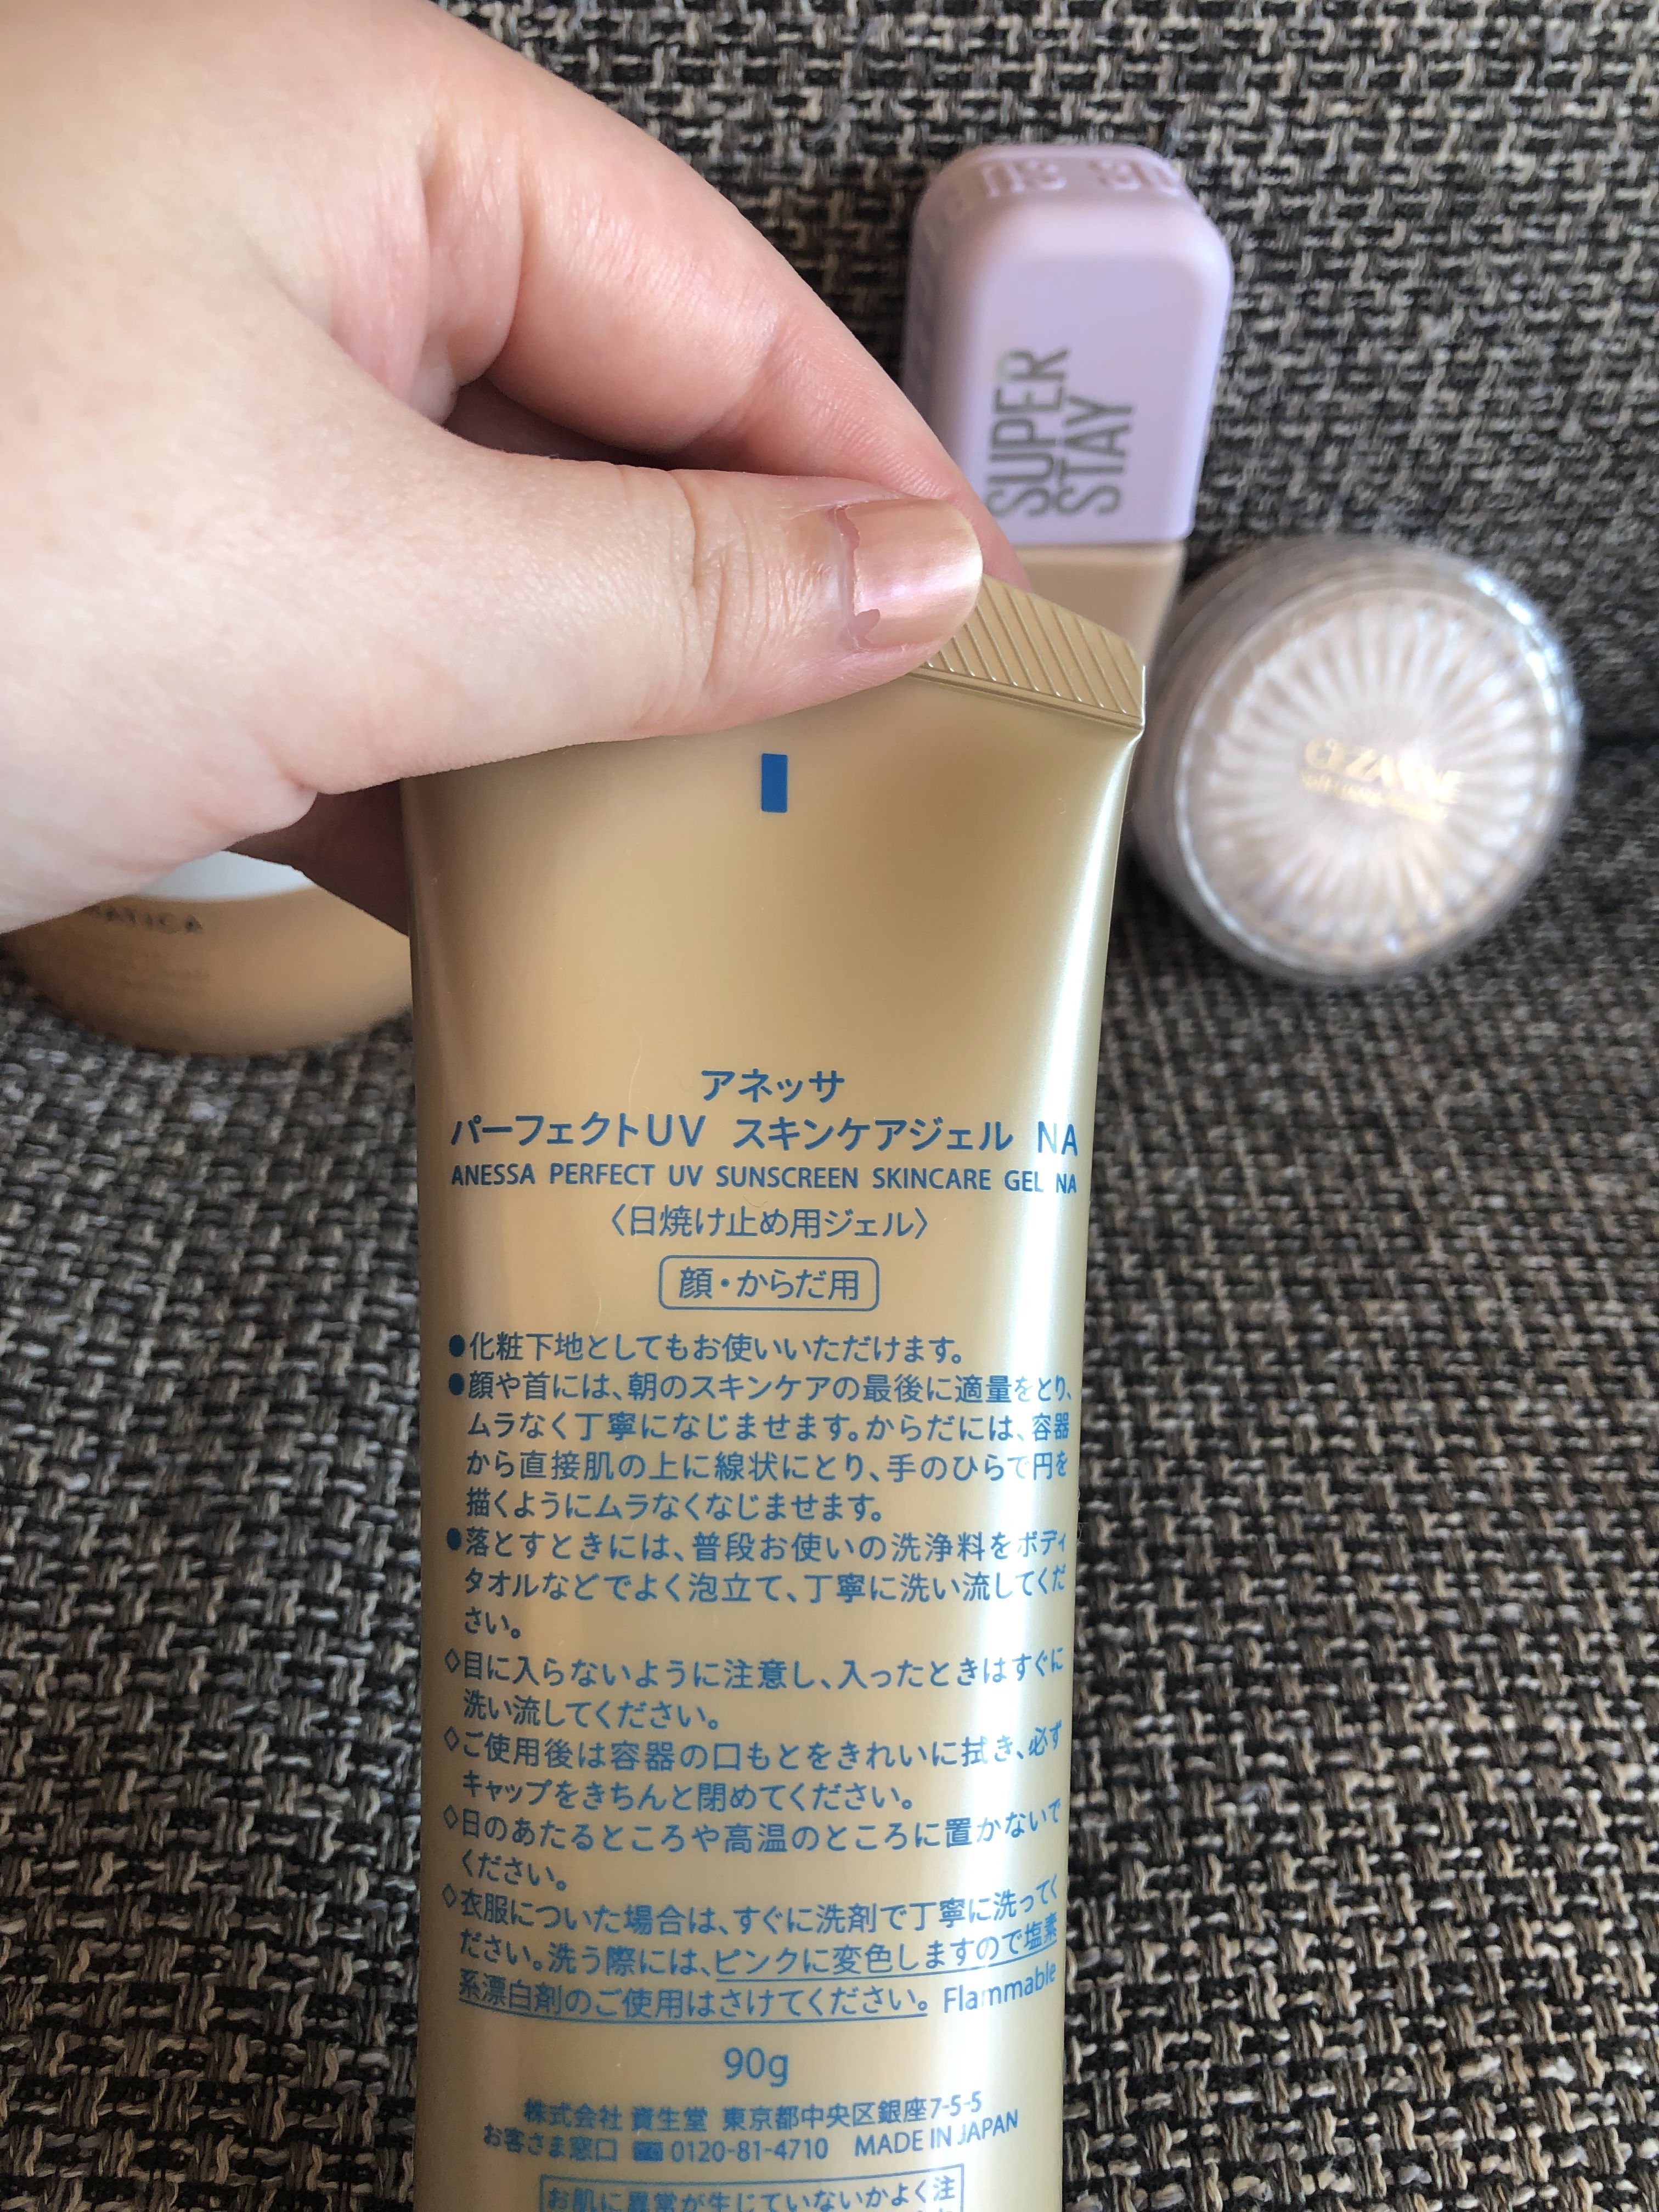 SUPER
STAY
CEZANNE
MATICA
アネッサ
パーフェクトUV スキンケアジェル NA
ANESSA PERFECT UV SUNSCREEN SKINCARE GEL NA
〈日焼け止め用ジェル〉
顔・からだ用
●化粧下地としてもお使いいただけます。
●顔や首には、朝のスキンケアの最後に適量をとり、
ムラなく丁寧になじませます。からだには、容器
から直接肌の上に線状にとり、手のひらで円を
描くようにムラなくなじませます。
●落とすときには、普段お使いの洗浄料をボディ
タオルなどでよく泡立て、丁寧に洗い流してくだ
さい。
◇目に入らないように注意し、入ったときはすぐに
洗い流してください。
◇ご使用後は容器の口もとをきれいに拭き、必ず
キャップをきちんと閉めてください。
◇日のあたるところや高温のところに置かないで
ください。
◇衣服についた場合は、すぐに洗剤で丁寧に洗ってく
ださい。洗う際には、ピンクに変色しますので塩素
系漂白剤のご使用はさけてください。 Flammable
90g
株式会社 資生堂 東京都中央区銀座7-5-5
お客さま窓口 0120-81-4710 MADE IN JAPAN
お肌に異常が生じていないかよく注